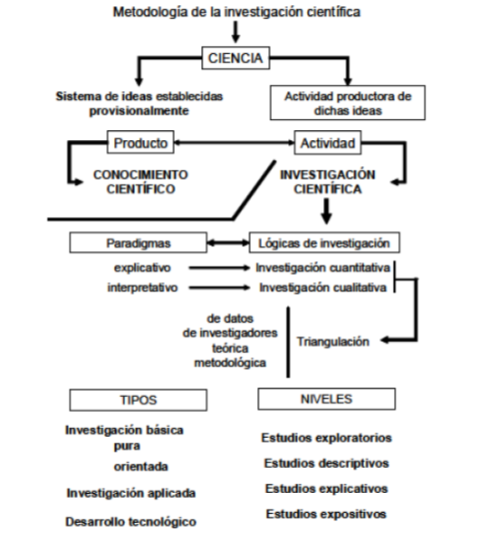 Metodología de la investigación científica
CIENCIA
Sistema de ideas establecidas
provisionalmente
Actividad productora de
dichas ideas
Producto
Actividad
CONOCIMIENTO
CIENTÍFICO
INVESTIGACIÓN
CIENTÍFICA
Paradigmas
Lógicas de investigación
explicativo
Investigación cuantitativa
interpretativo
Investigación cualitativa
de datos
de investigadores
teórica
metodológica
Triangulación
TIPOS
Investigación básica
pura
orientada
Investigación aplicada
Desarrollo tecnológico
NIVELES
Estudios exploratorios
Estudios descriptivos
Estudios explicativos
Estudios expositivos